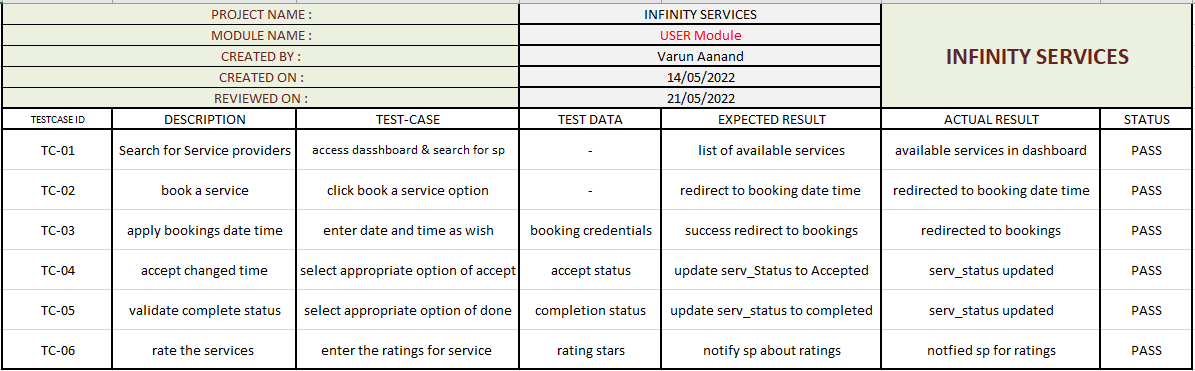 PROJECT NAME : INFINITY SERVICES
MODULE NAME : USER Module
CREATED BY : Varun Aanand
CREATED ON : 14/05/2022
REVIEWED ON : 21/05/2022
INFINITY SERVICES
TESTCASE ID DESCRIPTION TEST-CASE TEST DATA EXPECTED RESULT ACTUAL RESULT STATUS
TC-01 Search for Service providers access dasshboard & search for sp - list of available services available services in dashboard PASS
TC-02 book a service click book a service option - redirect to booking date time redirected to booking date time PASS
TC-03 apply bookings date time enter date and time as wish booking credentials success redirect to bookings redirected to bookings PASS
TC-04 accept changed time select appropriate option of accept accept status update serv_Status to Accepted serv_status updated PASS
TC-05 validate complete status select appropriate option of done completion status update serv_status to completed serv_status updated PASS
TC-06 rate the services enter the ratings for service rating stars notify sp about ratings notfied sp for ratings PASS